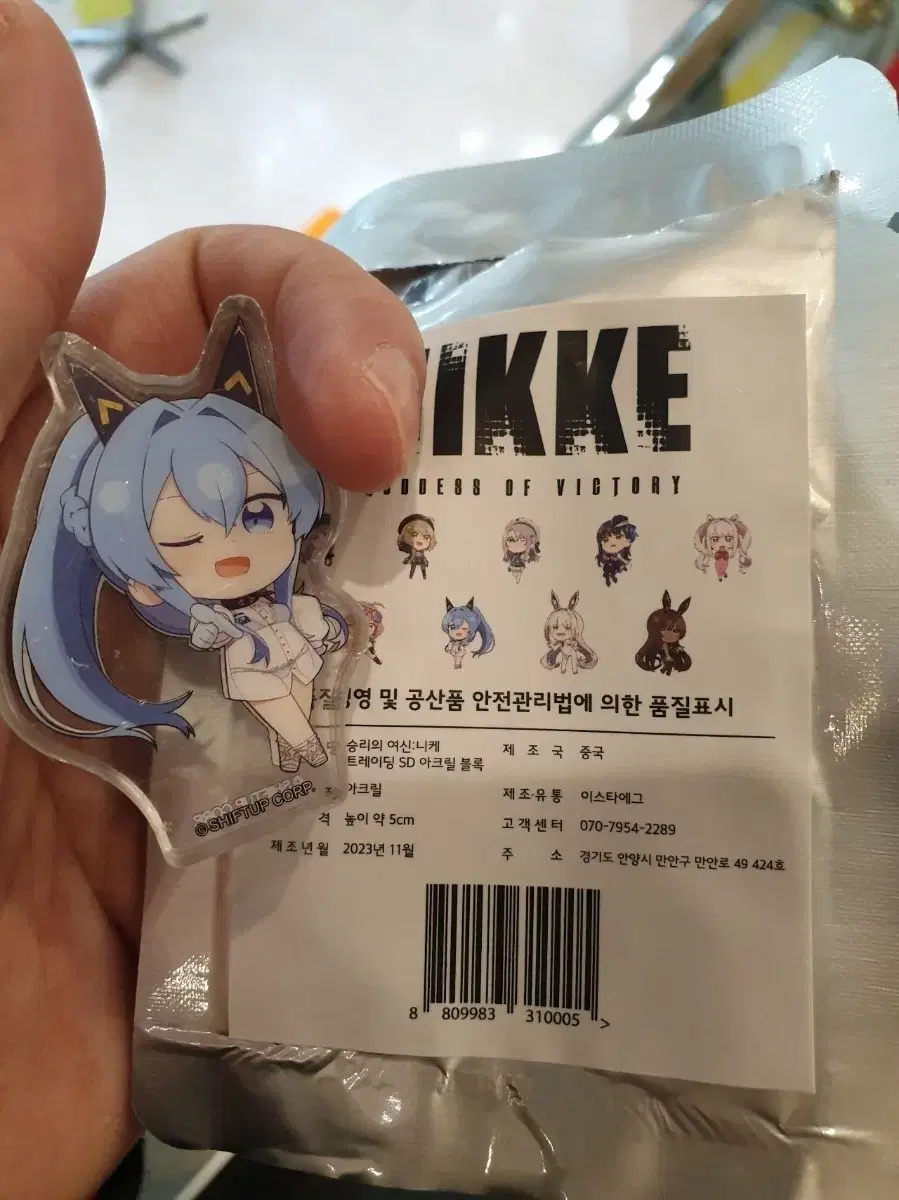 IKKE
GODDESS OF VICTORY
및 공산품 안전관리법에 의한 품질표시
승리의 여신:니케
트레이딩 SD 아크릴 블록
제 조 국 중국
아크릴
제조·유통 이스타에그
격 높이 약 5cm
고객센터 070-7954-2289
제조년월 2023년 11월
주 소 경기도 안양시 만안구 만안로 49 424호
8 809983 310005 >
©SHIFTUP CORP.